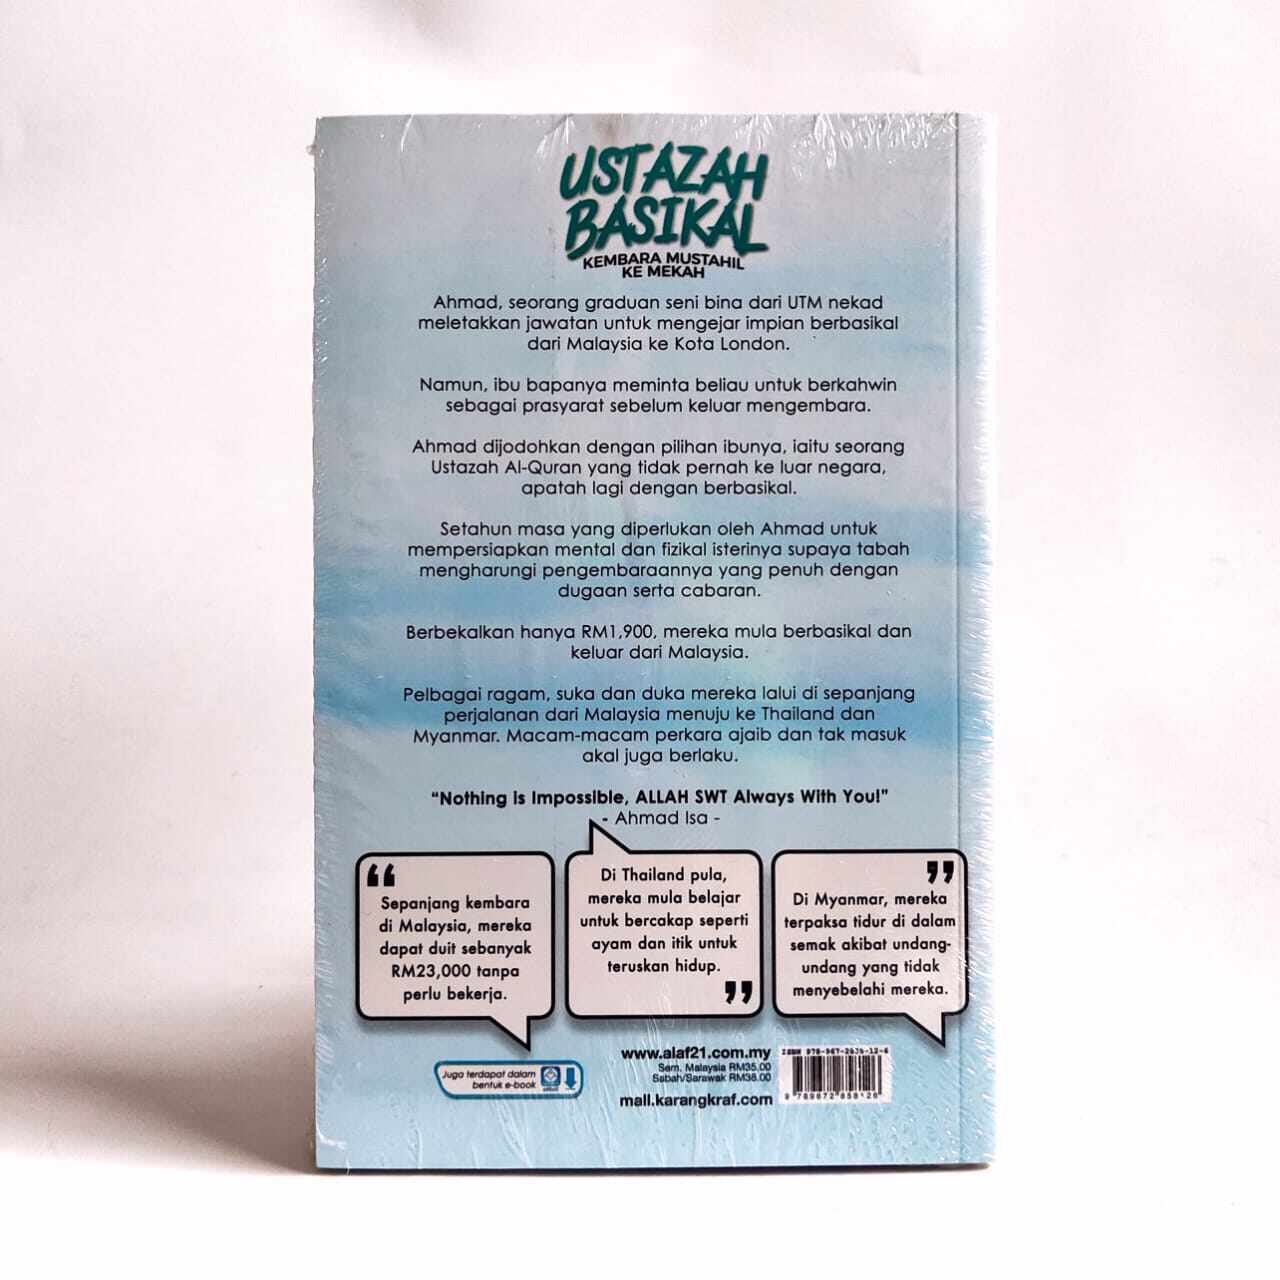 USTAZAH
BASIKAL
KEMBARA MUSTAHIL
KE MEKAH
Ahmad, seorang graduan seni bina dari UTM nekad
meletakkan jawatan untuk mengejar impian berbasikal
dari Malaysia ke Kota London.
Namun, ibu bapanya meminta beliau untuk berkahwin
sebagai prasyarat sebelum keluar mengembara.
Ahmad dijodohkan dengan pilihan ibunya, iaitu seorang
Ustazah Al-Quran yang tidak pernah ke luar negara,
apatah lagi dengan berbasikal.
Setahun masa yang diperlukan oleh Ahmad untuk
mempersiapkan mental dan fizikal isterinya supaya tabah
mengharungi pengembaraannya yang penuh dengan
dugaan serta cabaran.
Berbekalkan hanya RM1,900, mereka mula berbasikal dan
keluar dari Malaysia.
Pelbagai ragam, suka dan duka mereka lalui di sepanjang
perjalanan dari Malaysia menuju ke Thailand dan
Myanmar. Macam-macam perkara ajaib dan tak masuk
akal juga berlaku.
“Nothing is Impossible, ALLAH SWT Always With You!”
- Ahmad Isa -
“
Sepanjang kembara
di Malaysia, mereka
dapat duit sebanyak
RM23,000 tanpa
perlu bekerja.
Di Thailand pula,
mereka mula belajar
untuk bercakap seperti
ayam dan itik untuk
teruskan hidup.
”
”
Di Myanmar, mereka
terpaksa tidur di dalam
semak akibat undang-
undang yang tidak
menyebelahi mereka.
Juga terdapat dalam
bentuk e-book
www.alaf21.com.my
Sem. Malaysia RM35.00
Sabah/Sarawak RM38.00
mall.karangkraf.com
ISBN 978-967-2858-12-6
9 789672 858126